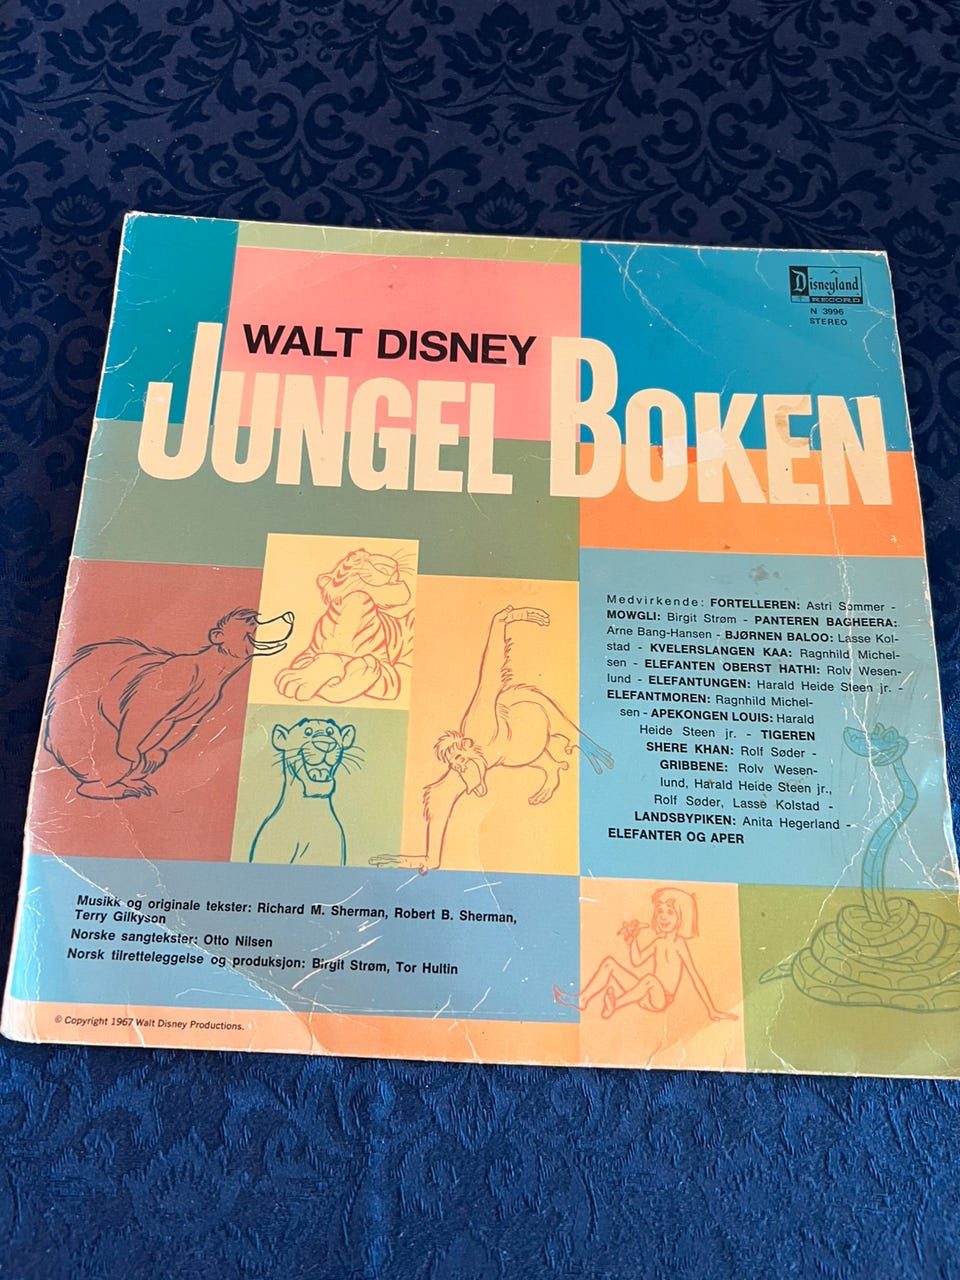 Disneyland
RECORD
N 3996
STEREO
WALT DISNEY
JUNGEL BOKEN
Medvirkende: FORTELLEREN: Astri Sommer -
MOWGLI: Birgit Strøm - PANTEREN BAGHEERA:
Arne Bang-Hansen - BJØRNEN BALOO: Lasse Kol-
stad - KVELERSLANGEN KAA: Ragnhild Michel-
sen - ELEFANTEN OBERST HATHI: Rolv Wesen-
lund - ELEFANTUNGEN: Harald Heide Steen jr. -
ELEFANTMOREN: Ragnhild Michel-
sen - APEKONGEN LOUIS: Harald
Heide Steen jr. - TIGEREN
SHERE KHAN: Rolf Søder -
GRIBBENE: Rolv Wesen-
lund, Harald Heide Steen jr.,
Rolf Søder, Lasse Kolstad -
LANDSBYPIKEN: Anita Hegerland -
ELEFANTER OG APER
Musikk og originale tekster: Richard M. Sherman, Robert B. Sherman,
Terry Gilkyson
Norske sangtekster: Otto Nilsen
Norsk tilretteleggelse og produksjon: Birgit Strøm, Tor Hultin
© Copyright 1967 Walt Disney Productions.